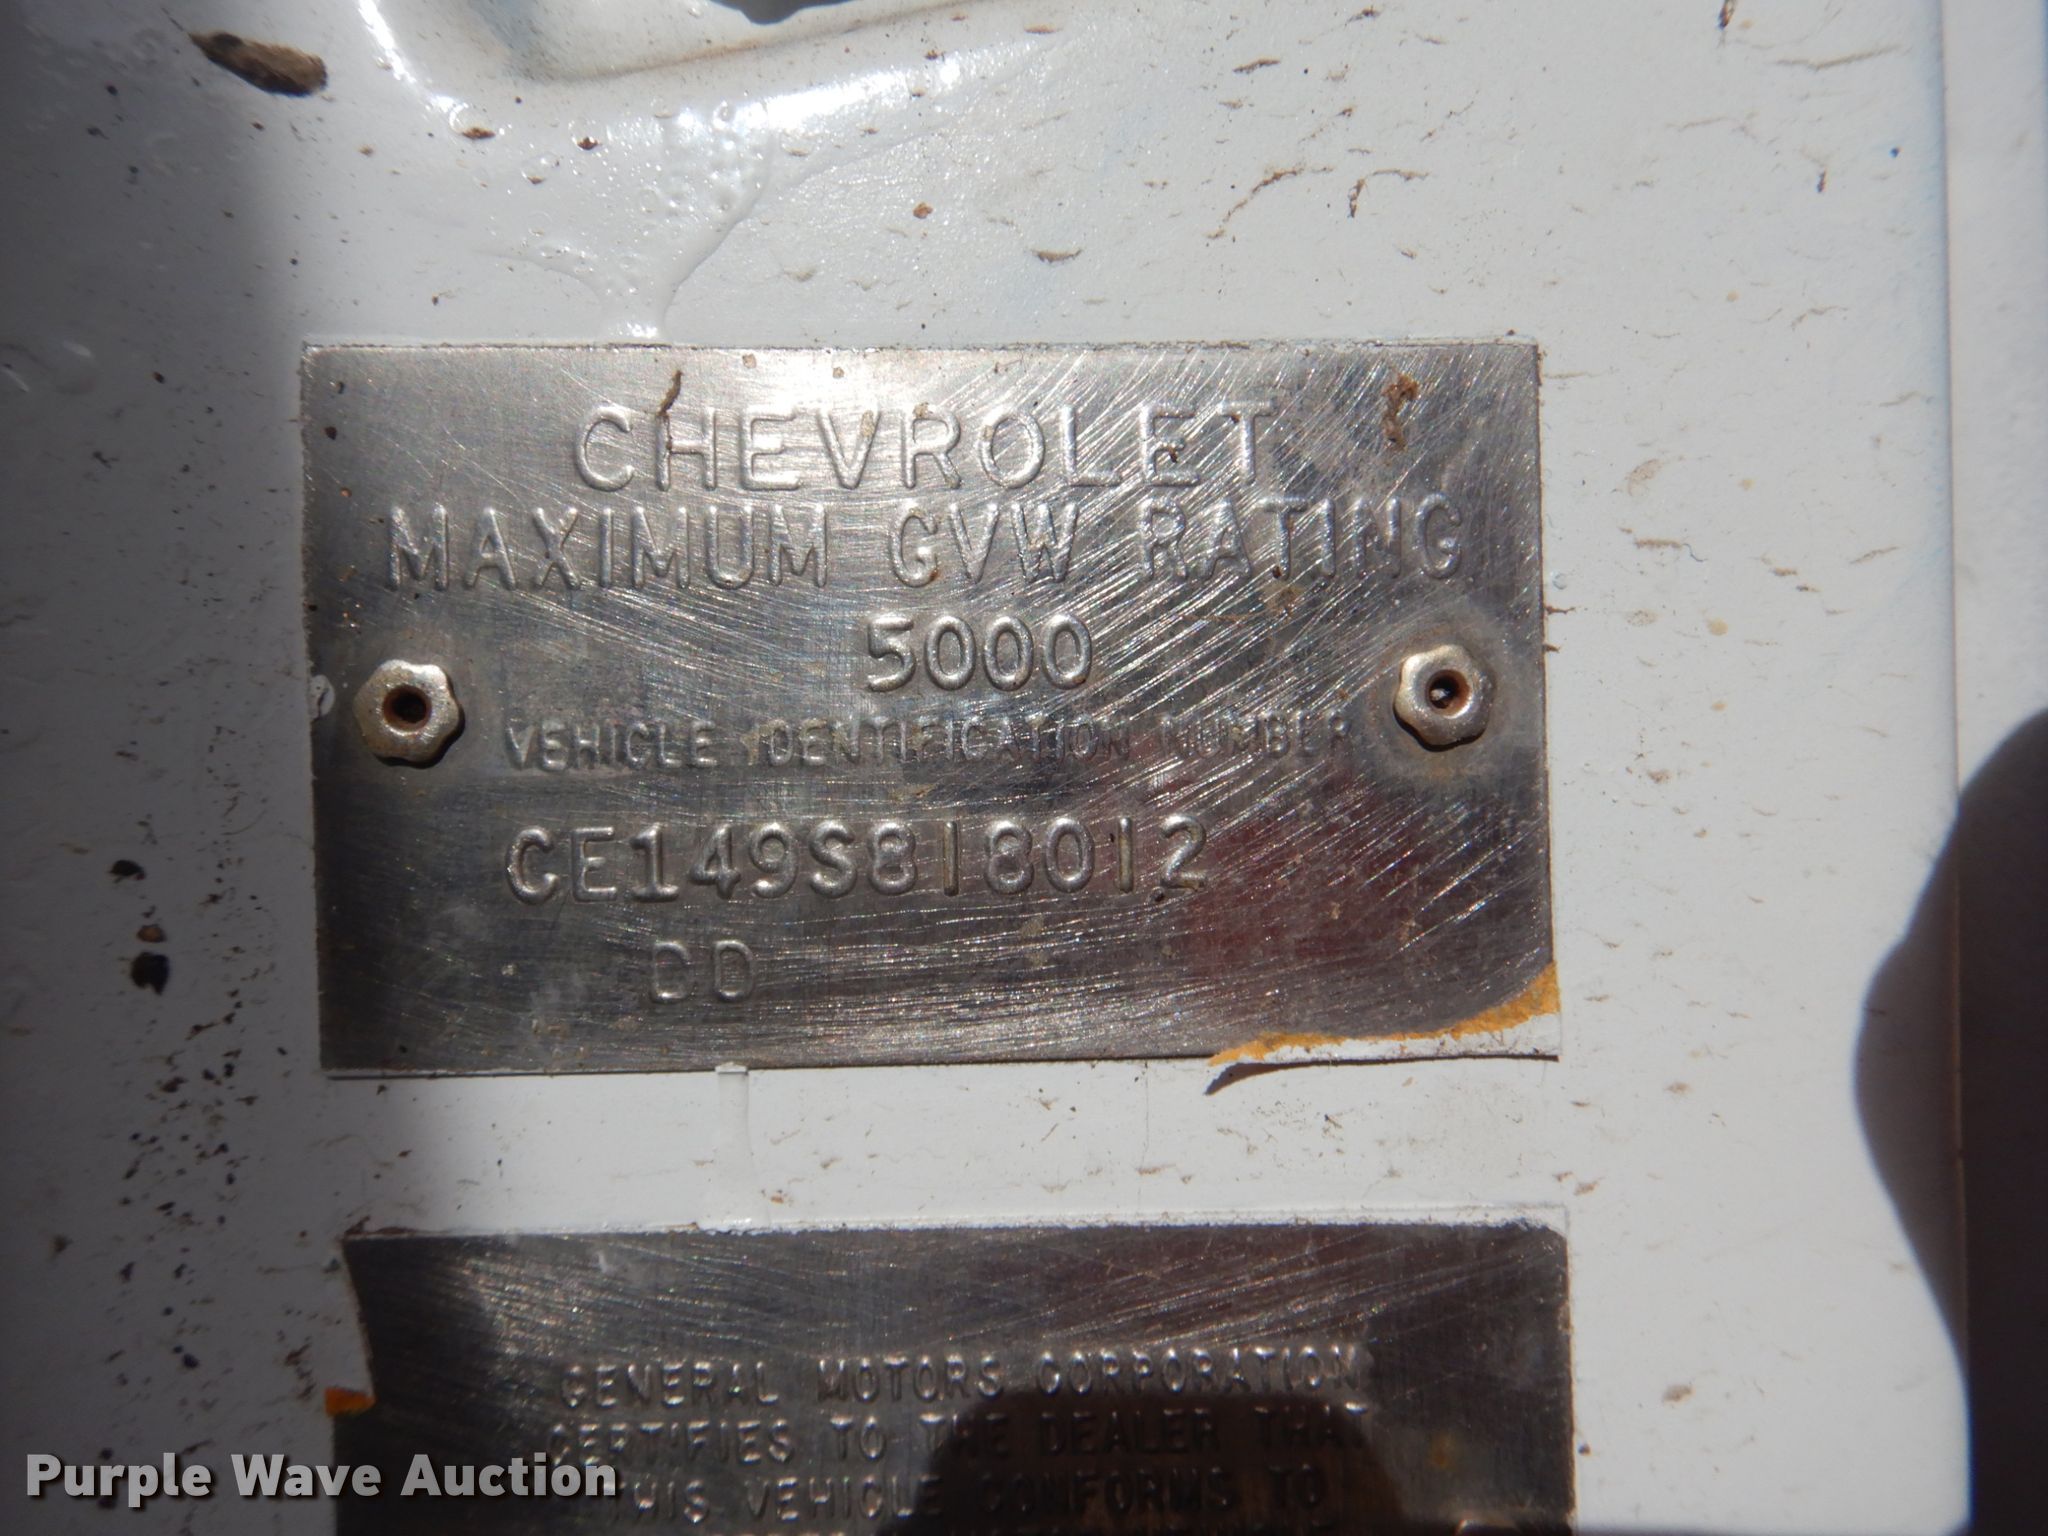 CHEVROLET
MAXIMUM GVW RATING
5000
VEHICLE IDENTIFICATION NUMBER
CE149S818012
DD
GENERAL MOTORS CORPORATION
CERTIFIES TO THE DEALER THAT
THIS VEHICLE CONFORMS TO
Purple Wave Auction